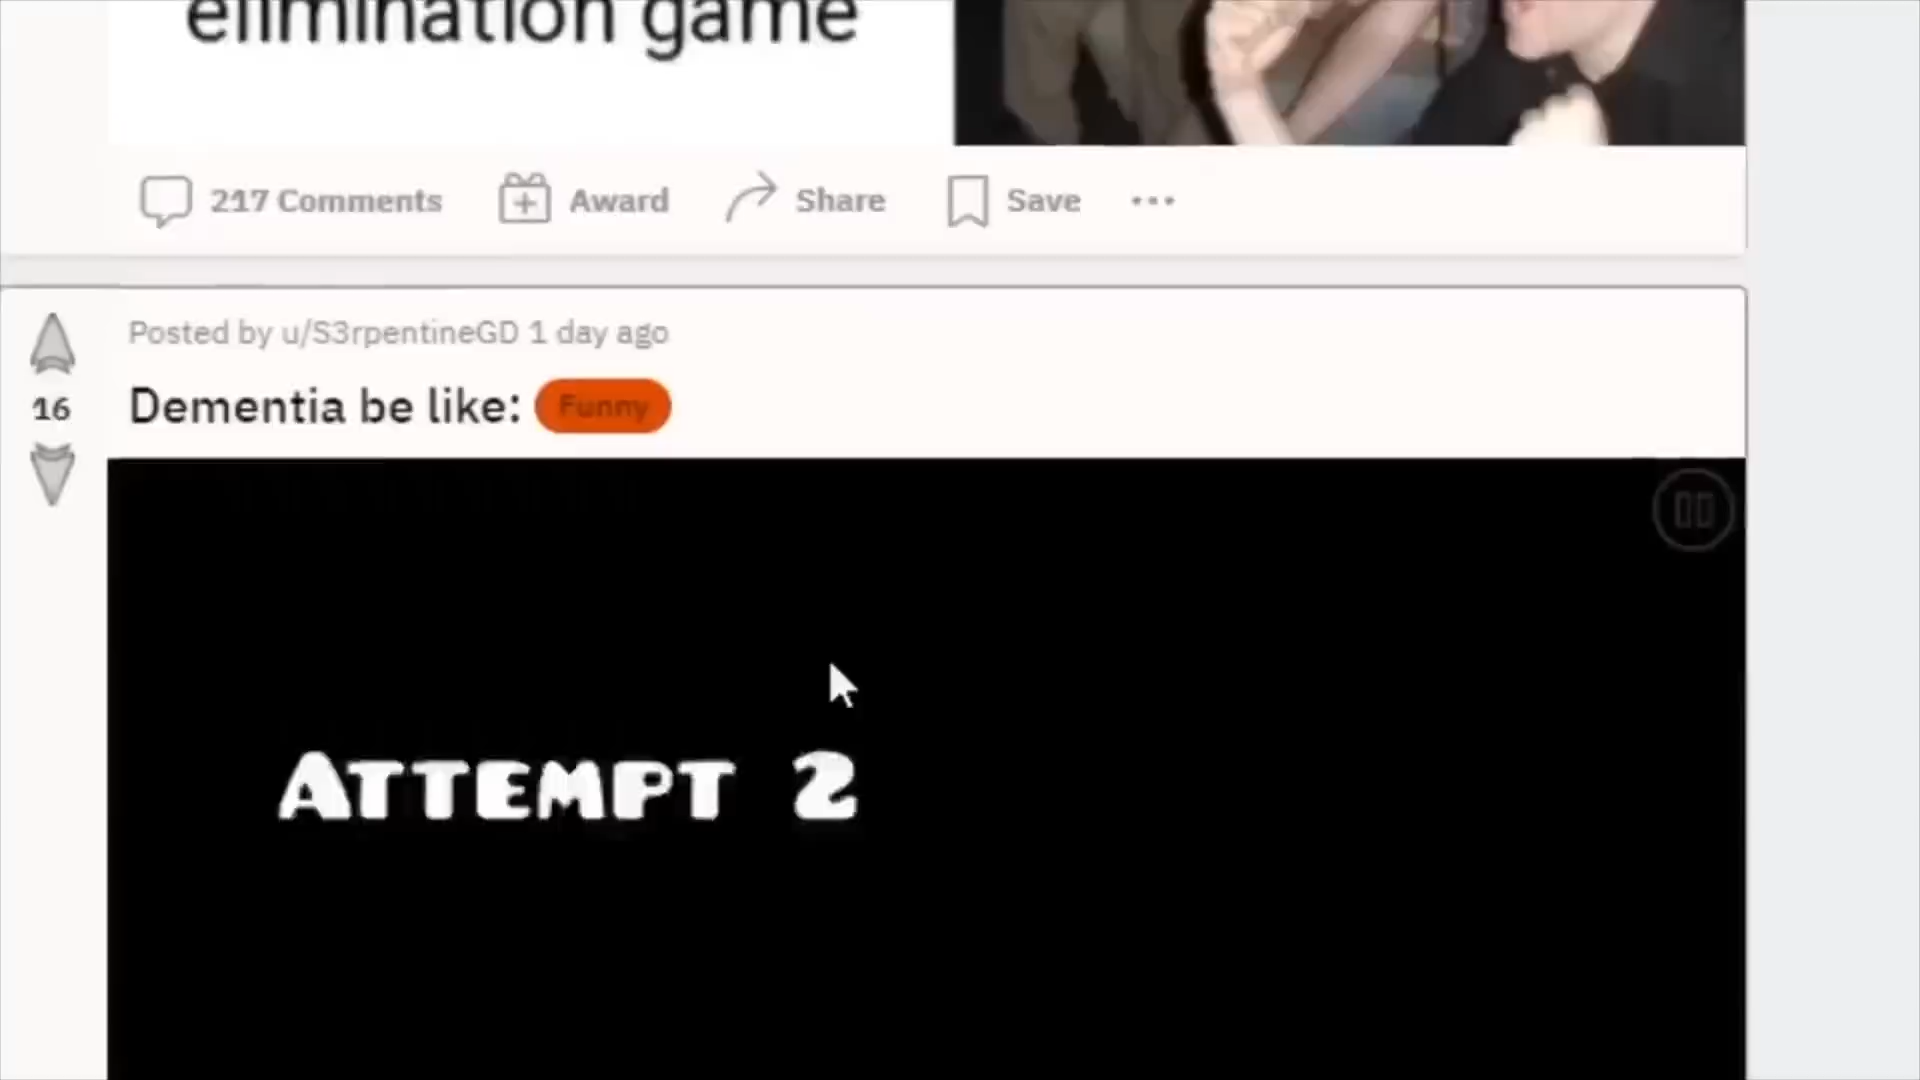 elimination game
217 Comments Award Share Save
Posted by u/S3rpentineGD 1 day ago
16
Dementia be like: Funny
ATTEMPT 2